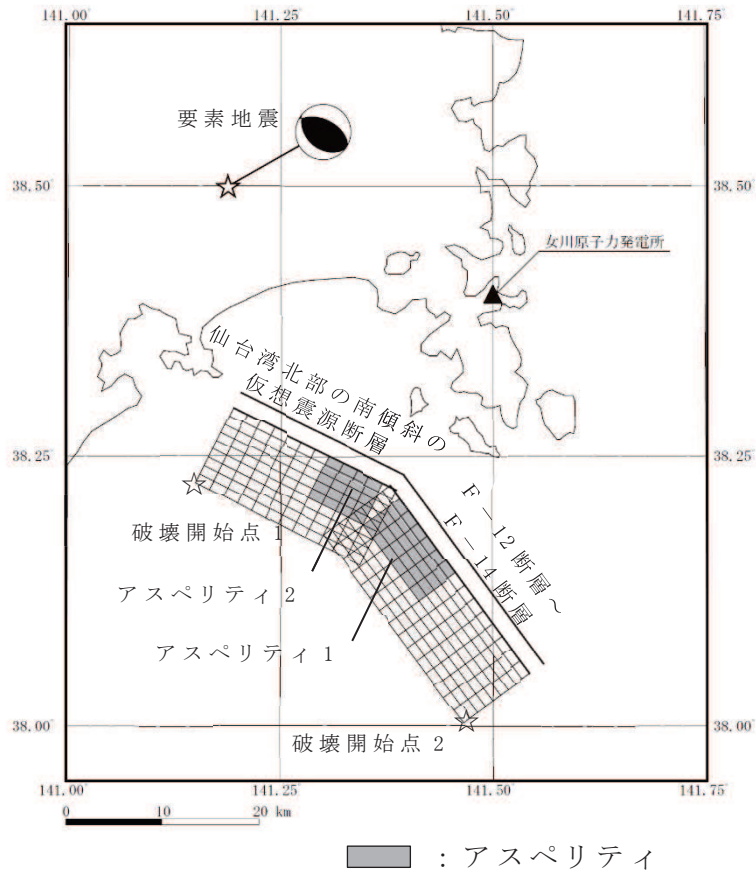 141.00° 141.25° 141.50° 141.75°
要素地震
38.50° 38.50°
女川原子力発電所
仙台湾北部の南傾斜の
仮想震源断層
38.25° 38.25°
F－12断層～
F－14断層
破壊開始点1
アスペリティ2
アスペリティ1
38.00° 38.00°
破壊開始点2
141.00° 141.25° 141.50° 141.75°
0 10 20 km
：アスペリティ